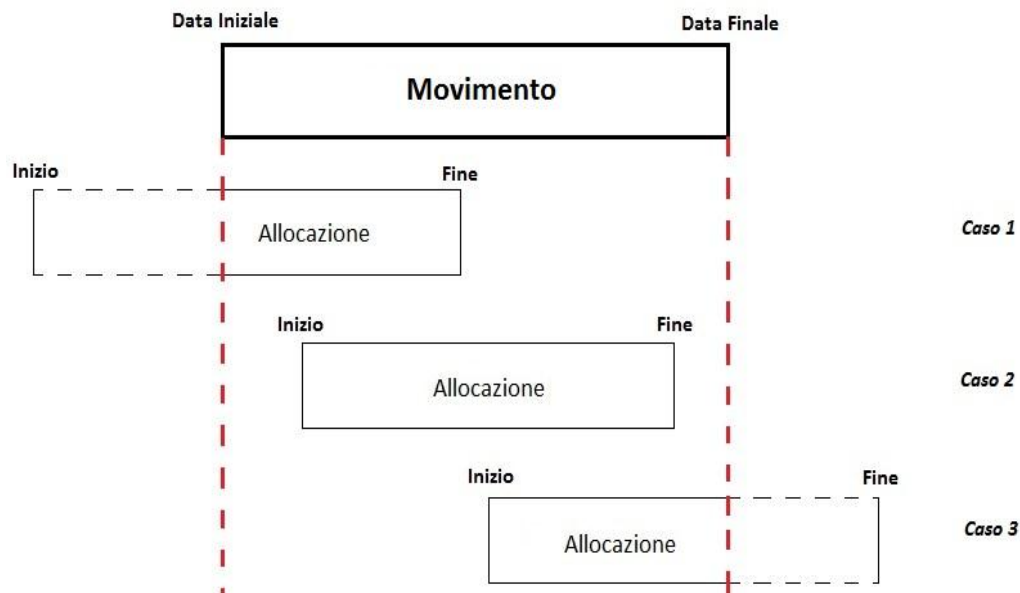 Data Iniziale
Data Finale
Movimento
Inizio
Fine
Allocazione
Caso 1
Inizio
Fine
Allocazione
Caso 2
Inizio
Fine
Allocazione
Caso 3